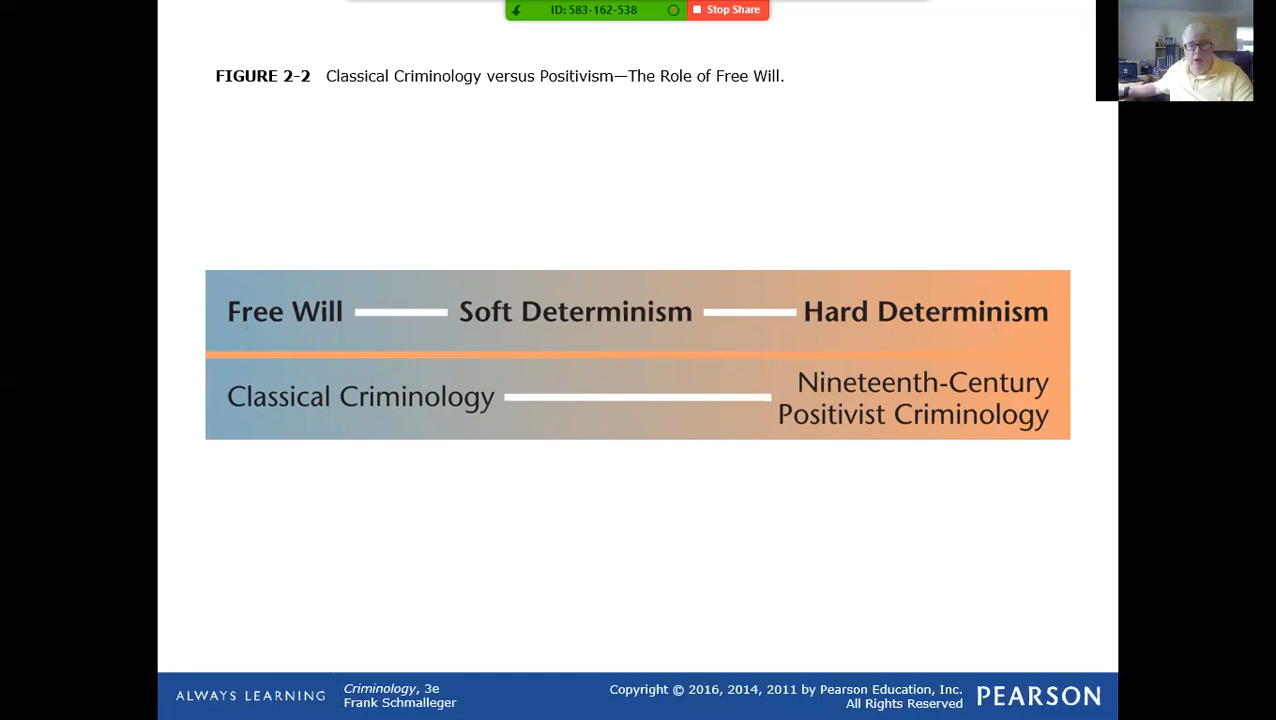 ID: 583-162-538 Stop Share
FIGURE 2-2 Classical Criminology versus Positivism—The Role of Free Will.
Free Will Soft Determinism Hard Determinism
Classical Criminology
Nineteenth-Century
Positivist Criminology
ALWAYS LEARNING
Criminology, 3e
Frank Schmalleger
Copyright © 2016, 2014, 2011 by Pearson Education, Inc.
All Rights Reserved
PEARSON